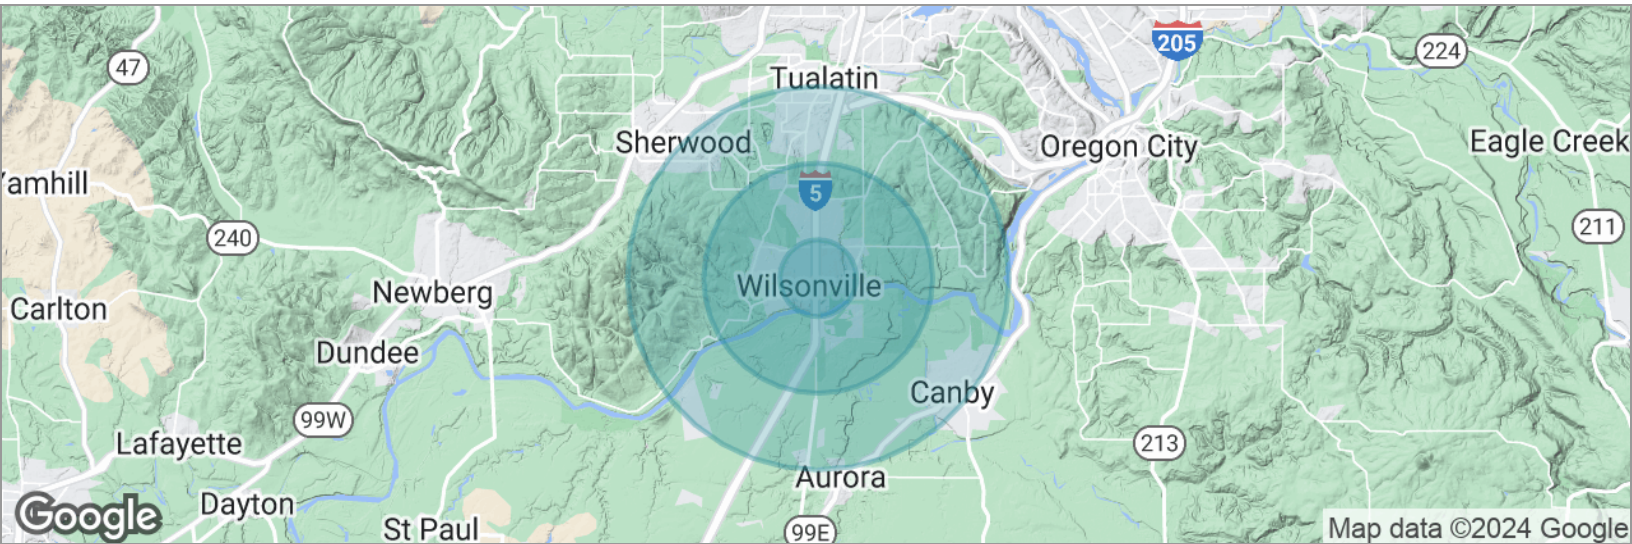 205
224
47
Tualatin
Sherwood
Oregon City
Eagle Creek
amhill
5
211
240
Wilsonville
Newberg
Carlton
Dundee
Canby
99W
Lafayette
213
Aurora
Dayton
Google
St Paul
99E
Map data ©2024 Google